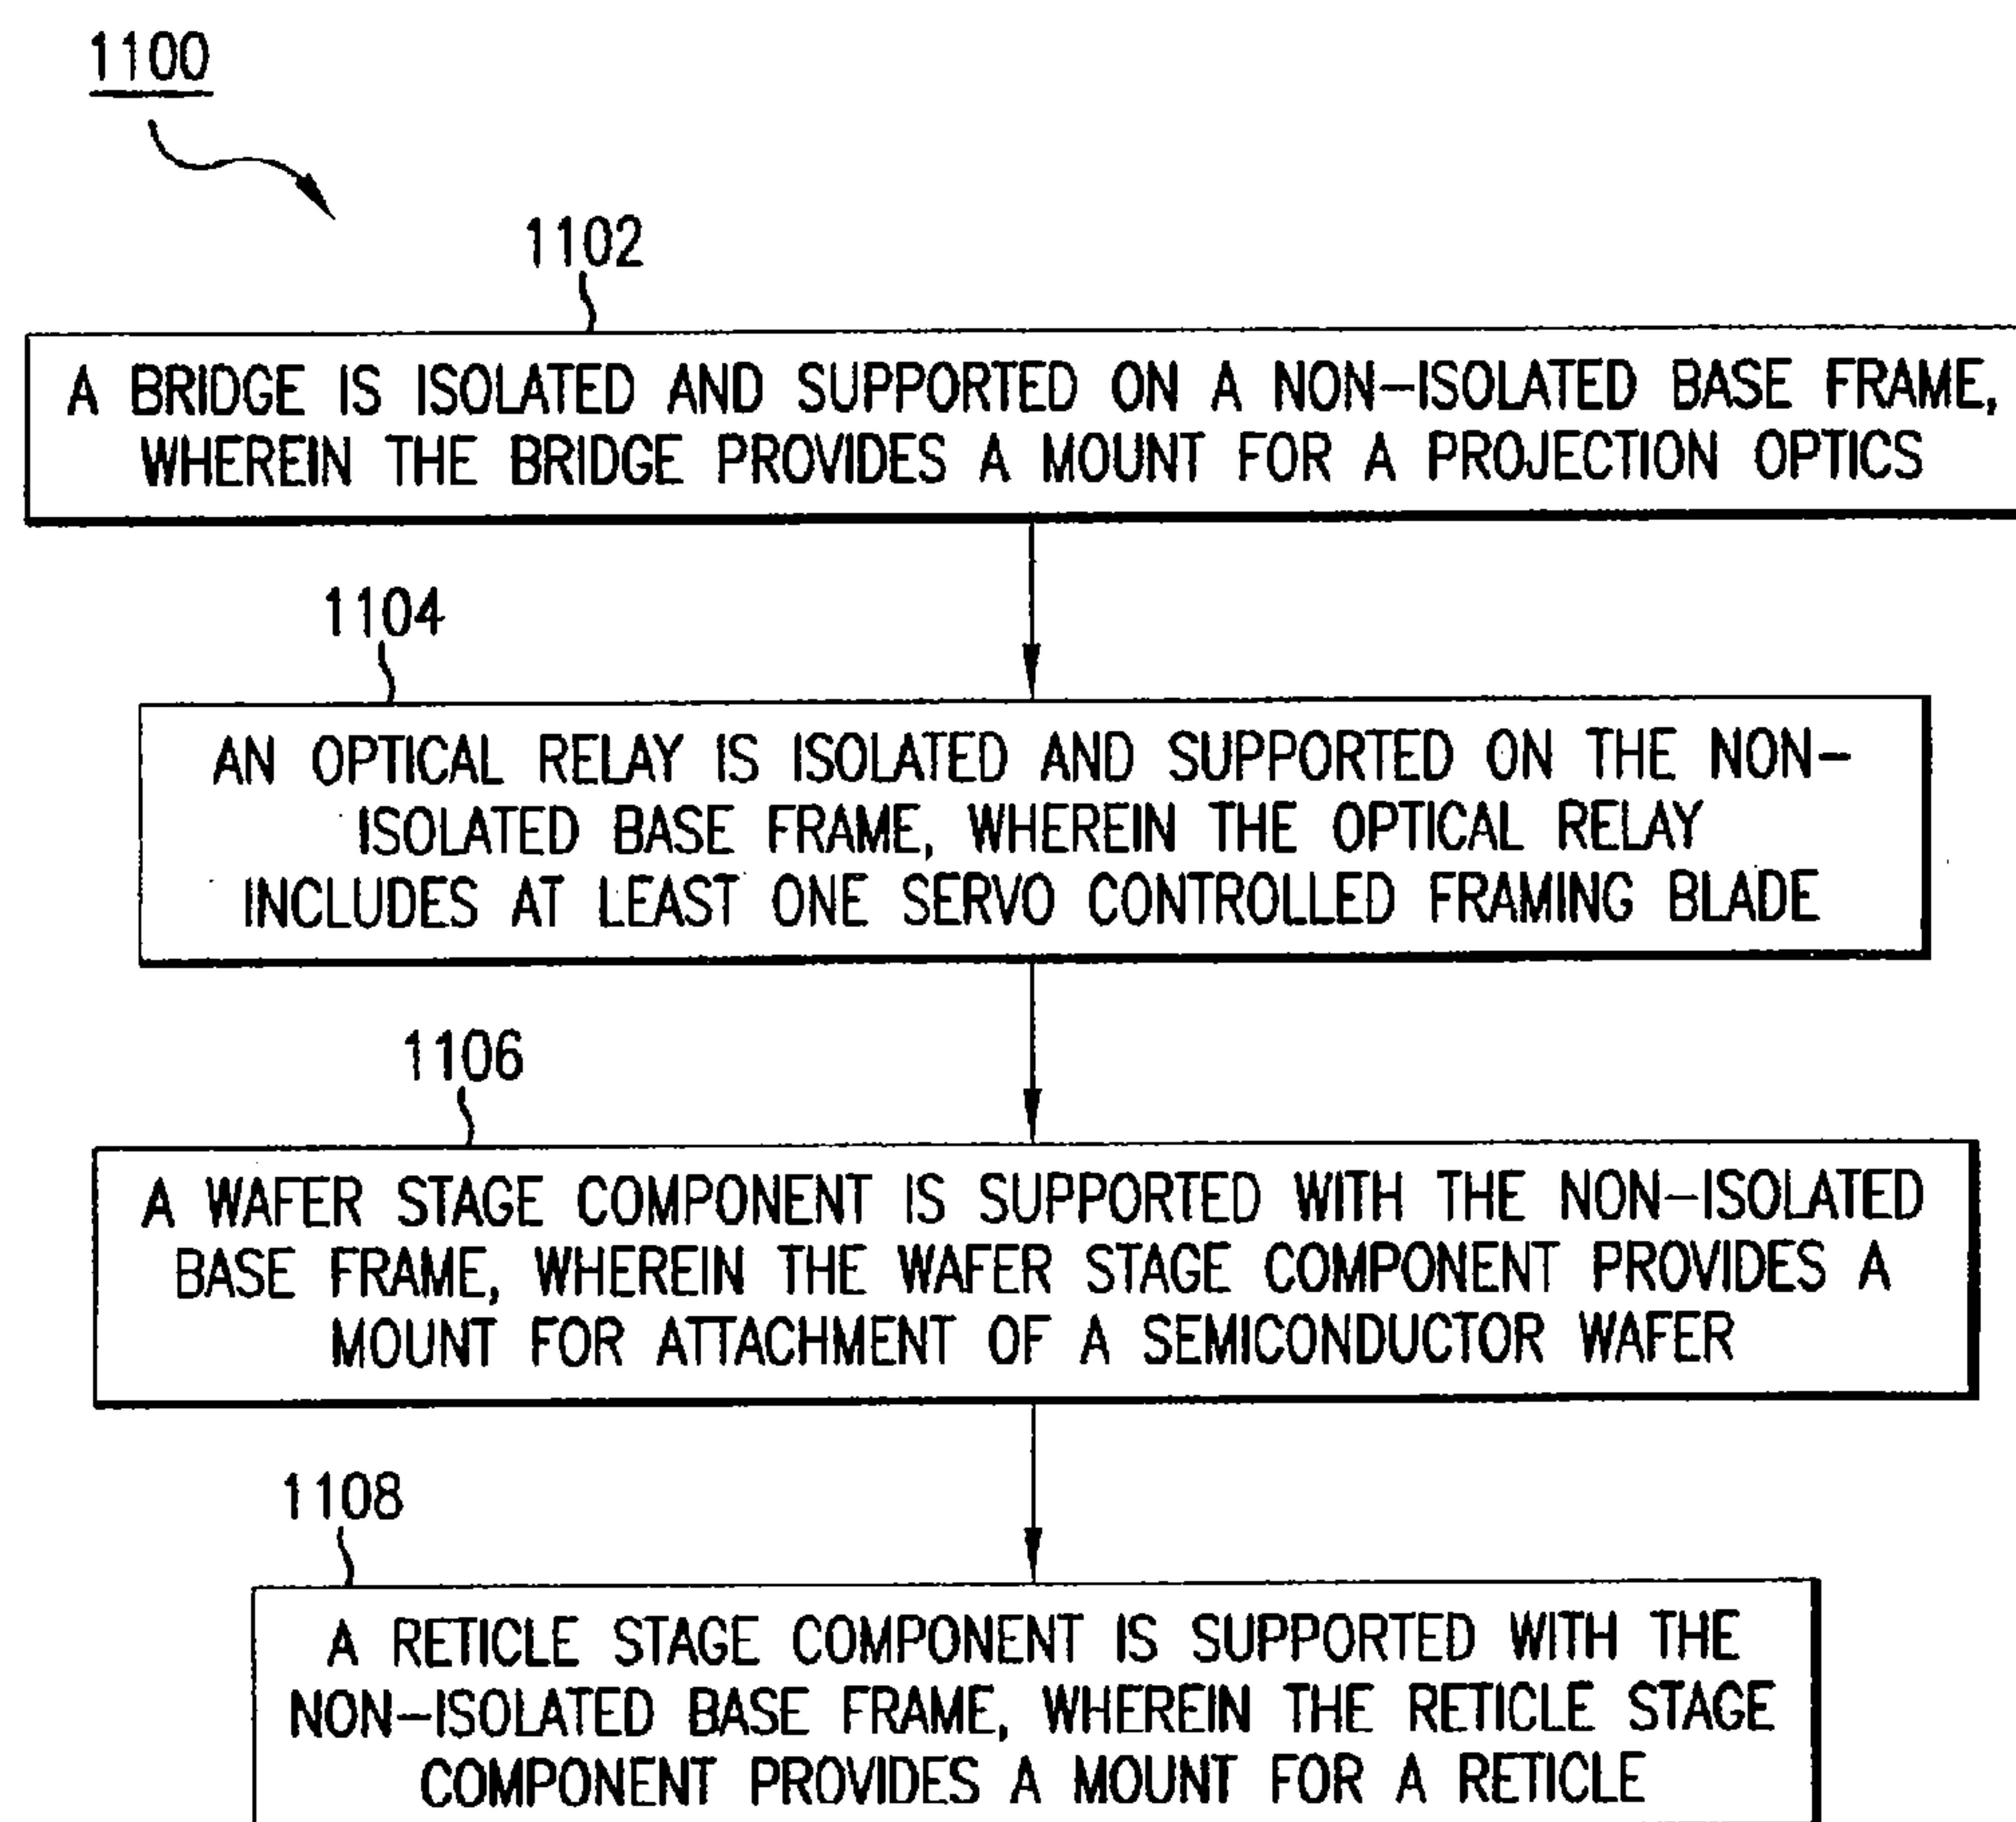 1100
1102
A BRIDGE IS ISOLATED AND SUPPORTED ON A NON-ISOLATED BASE FRAME,
WHEREIN THE BRIDGE PROVIDES A MOUNT FOR A PROJECTION OPTICS
1104
AN OPTICAL RELAY IS ISOLATED AND SUPPORTED ON THE NON-
ISOLATED BASE FRAME, WHEREIN THE OPTICAL RELAY
INCLUDES AT LEAST ONE SERVO CONTROLLED FRAMING BLADE
1106
A WAFER STAGE COMPONENT IS SUPPORTED WITH THE NON-ISOLATED
BASE FRAME, WHEREIN THE WAFER STAGE COMPONENT PROVIDES A
MOUNT FOR ATTACHMENT OF A SEMICONDUCTOR WAFER
1108
A RETICLE STAGE COMPONENT IS SUPPORTED WITH THE
NON-ISOLATED BASE FRAME, WHEREIN THE RETICLE STAGE
COMPONENT PROVIDES A MOUNT FOR A RETICLE